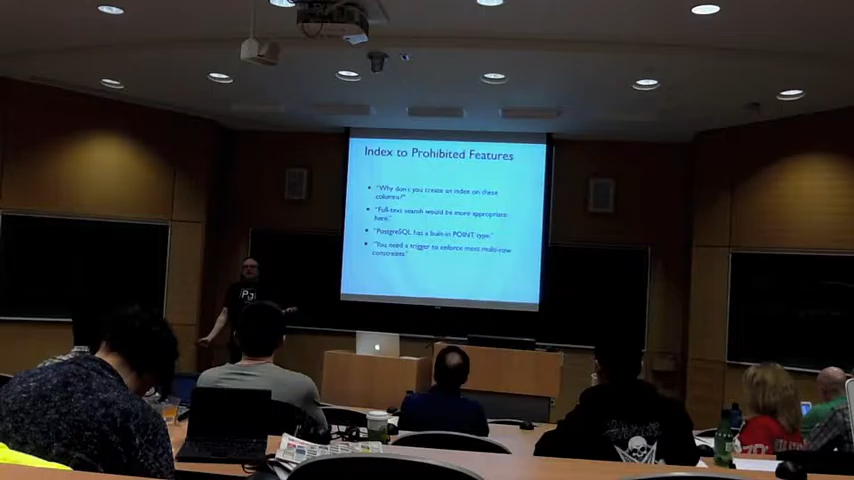 Index to Prohibited Features
• "Why don't you create an index on these
columns?"
• "Full-text search would be more appropriate
here."
• "PostgreSQL has a built-in POINT type."
• "You need a trigger to enforce most multi-row
constraints."